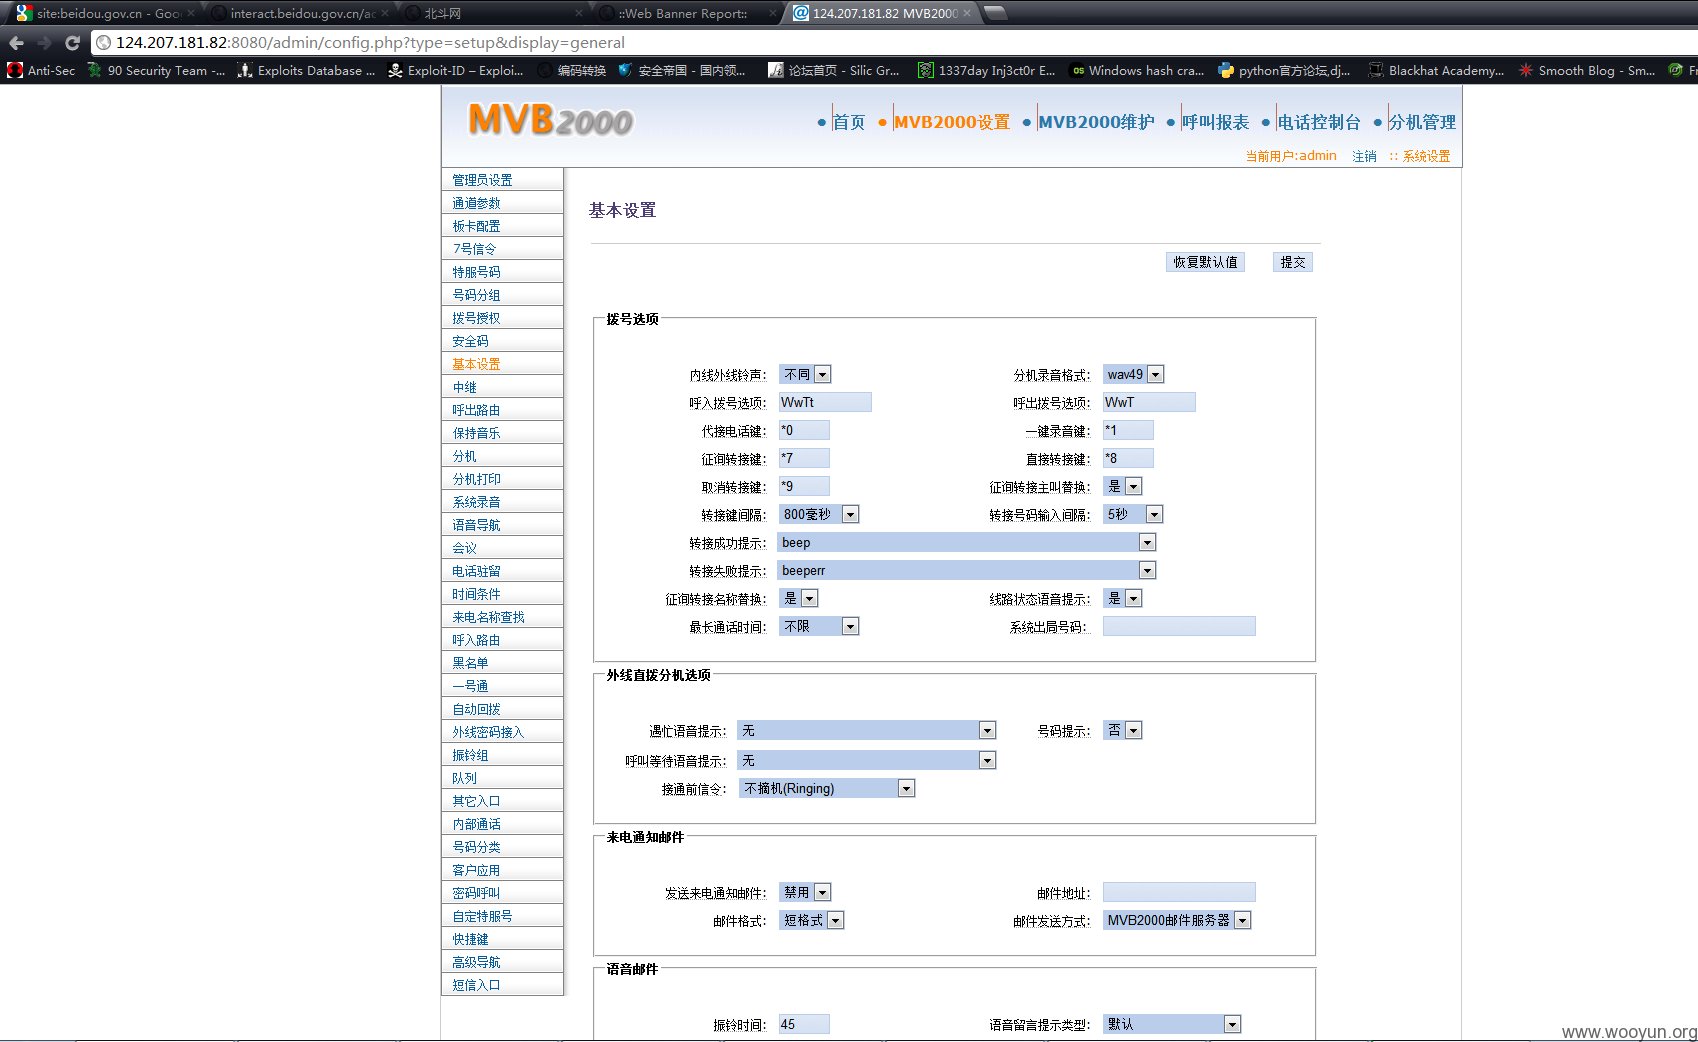 site:beidou.gov.cn - Goo
interact.beidou.gov.cn/ac
北斗网
::Web Banner Report::
124.207.181.82 MVB2000
124.207.181.82:8080/admin/config.php?type=setup&display=general
Anti-Sec
90 Security Team -...
Exploits Database ...
Exploit-ID – Exploi...
编码转换
安全帝国 - 国内领...
论坛首页 - Silic Gr...
1337day Inj3ct0r E...
Windows hash cra...
python官方论坛,dj...
Blackhat Academy...
Smooth Blog - Sm...
MVB2000
首页
MVB2000设置
MVB2000维护
呼叫报表
电话控制台
分机管理
当前用户:admin 注销 :: 系统设置
管理员设置
通道参数
板卡配置
7号信令
特服号码
号码分组
拨号授权
安全码
基本设置
中继
呼出路由
保持音乐
分机
分机打印
系统录音
语音导航
会议
电话驻留
时间条件
来电名称查找
呼入路由
黑名单
一号通
自动回拨
外线密码接入
振铃组
队列
其它入口
内部通话
号码分类
客户应用
密码呼叫
自定特服号
快捷键
高级导航
短信入口
基本设置
恢复默认值 提交
拨号选项
内线外线铃声: 不同 分机录音格式: wav49
呼入拨号选项: WwTt 呼出拨号选项: WwT
代接电话键: *0 一键录音键: *1
征询转接键: *7 直接转接键: *8
取消转接键: *9 征询转接主叫替换: 是
转接键间隔: 800毫秒 转接号码输入间隔: 5秒
转接成功提示: beep
转接失败提示: beeperr
征询转接名称替换: 是 线路状态语音提示: 是
最长通话时间: 不限 系统出局号码:
外线直拨分机选项
遇忙语音提示: 无 号码提示: 否
呼叫等待语音提示: 无
接通前信令: 不摘机(Ringing)
来电通知邮件
发送来电通知邮件: 禁用 邮件地址:
邮件格式: 短格式 邮件发送方式: MVB2000邮件服务器
语音邮件
振铃时间: 45 语音留言提示类型: 默认
www.wooyun.org